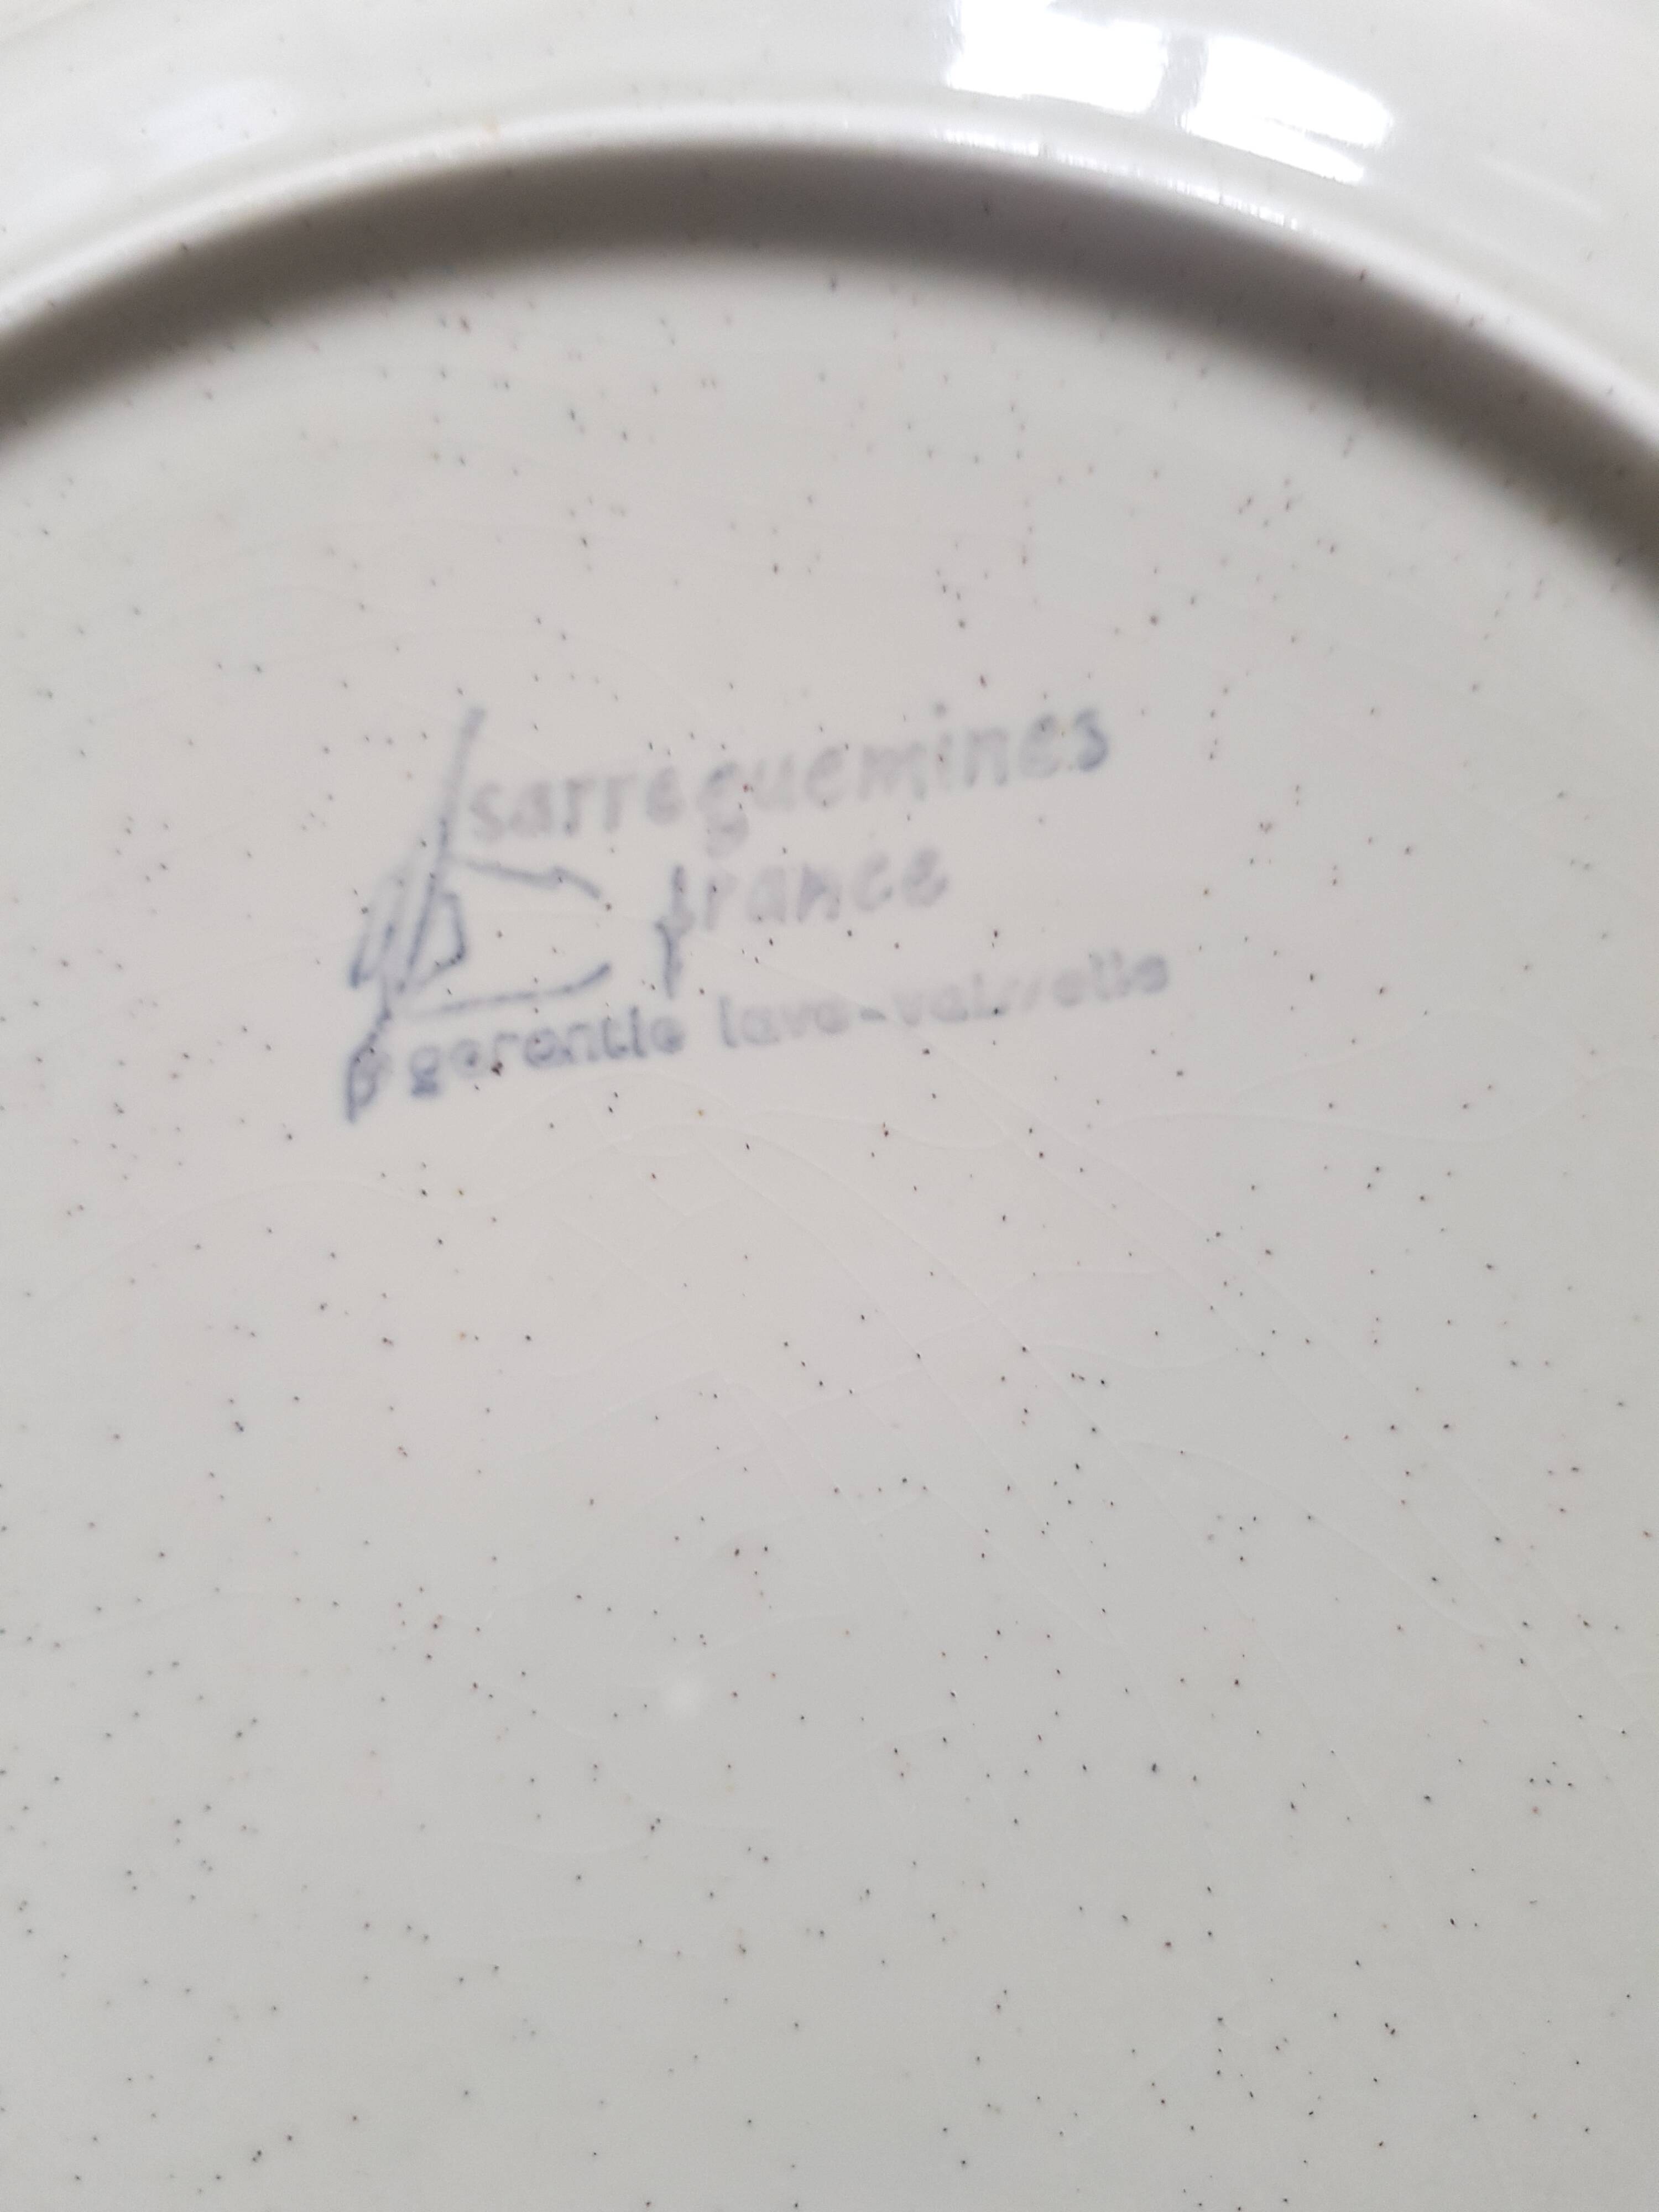 sarreguemines
france
garantie lave-vaisselle